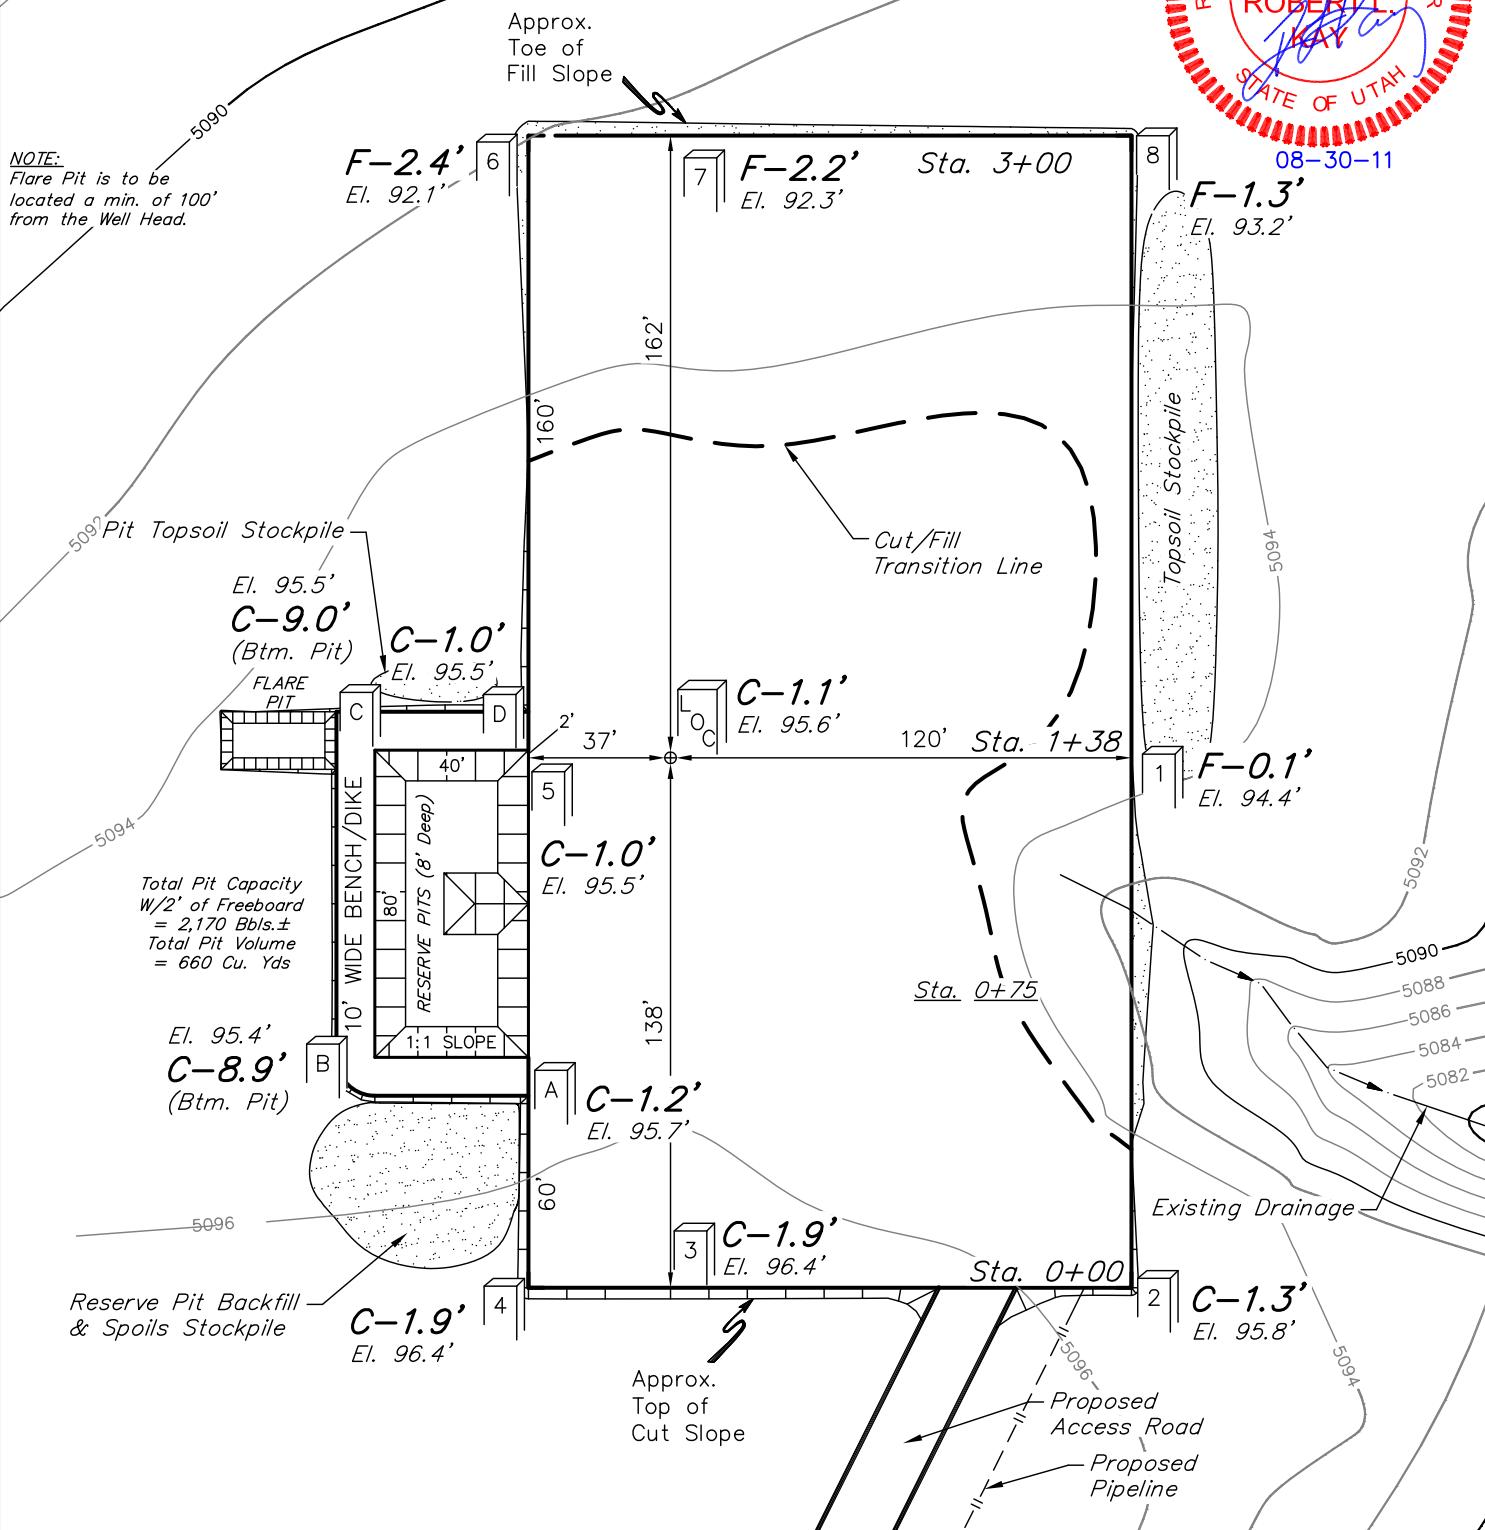 Approx.
Toe of
Fill Slope
ROBERT L.
KAY
STATE OF UTAH
08-30-11
5090
NOTE:
Flare Pit is to be
located a min. of 100'
from the Well Head.
6
F-2.4'
El. 92.1'
7
F-2.2'
El. 92.3'
Sta. 3+00
8
F-1.3'
El. 93.2'
162'
160'
Topsoil Stockpile
5092
Pit Topsoil Stockpile
Cut/Fill
Transition Line
5094
El. 95.5'
C-9.0'
(Btm. Pit)
C-1.0'
El. 95.5'
FLARE
PIT
C
D
LOC
C-1.1'
El. 95.6'
2'
37'
120'
Sta. 1+38
1
F-0.1'
El. 94.4'
40'
5
C-1.0'
El. 95.5'
5094
10' WIDE BENCH/DIKE
80'
RESERVE PITS (8' Deep)
1:1 SLOPE
Total Pit Capacity
W/2' of Freeboard
= 2,170 Bbls.±
Total Pit Volume
= 660 Cu. Yds
5092
5090
5088
5086
5084
5082
Sta. 0+75
138'
El. 95.4'
C-8.9'
(Btm. Pit)
B
A
C-1.2'
El. 95.7'
60'
5096
Existing Drainage
3
C-1.9'
El. 96.4'
Sta. 0+00
2
C-1.3'
El. 95.8'
Reserve Pit Backfill
& Spoils Stockpile
4
C-1.9'
El. 96.4'
Approx.
Top of
Cut Slope
5096
5094
Proposed
Access Road
Proposed
Pipeline